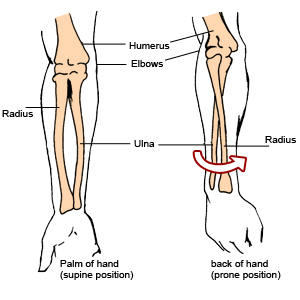 Humerus
Elbows
Radius
Ulna
Radius
Palm of hand
(supine position)
back of hand
(prone position)